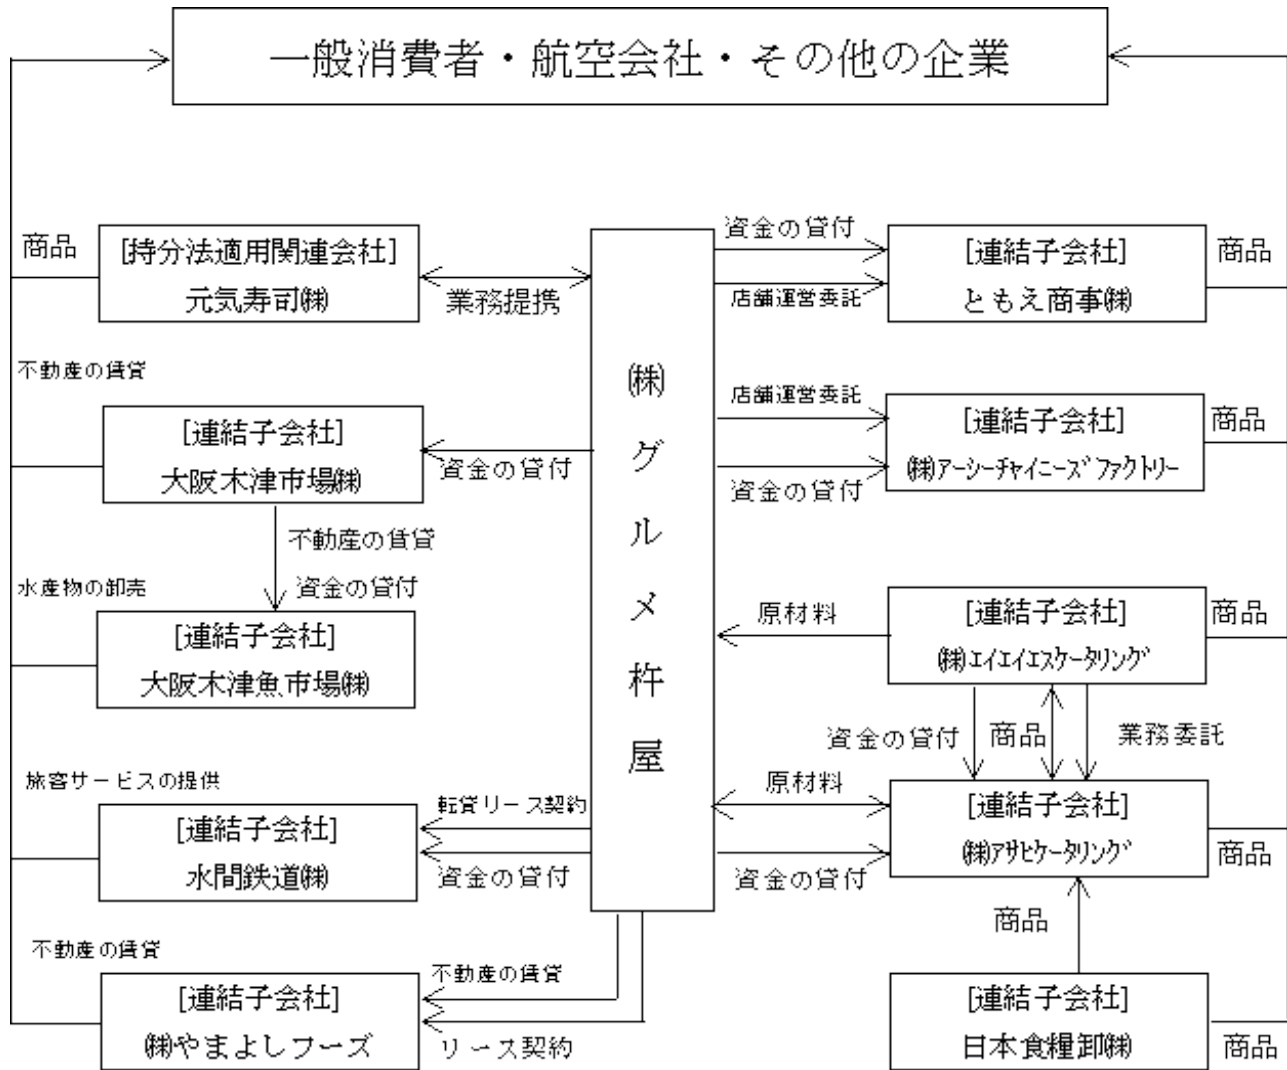 一般消費者・航空会社・その他の企業
商品
[持分法適用関連会社]
元気寿司㈱
業務提携
資金の貸付
店舗運営委託
[連結子会社]
ともえ商事㈱
商品
不動産の賃貸
[連結子会社]
大阪木津市場㈱
資金の貸付
店舗運営委託
資金の貸付
[連結子会社]
㈱アーシーチャイニーズファクトリー
商品
不動産の賃貸
資金の貸付
水産物の卸売
[連結子会社]
大阪木津魚市場㈱
㈱グルメ杵屋
原材料
[連結子会社]
㈱エイエイエスケータリング
商品
資金の貸付
商品
業務委託
旅客サービスの提供
[連結子会社]
水間鉄道㈱
転貸リース契約
資金の貸付
原材料
資金の貸付
[連結子会社]
㈱アサヒケータリング
商品
商品
不動産の賃貸
[連結子会社]
㈱やまよしフーズ
不動産の賃貸
リース契約
[連結子会社]
日本食糧卸㈱
商品